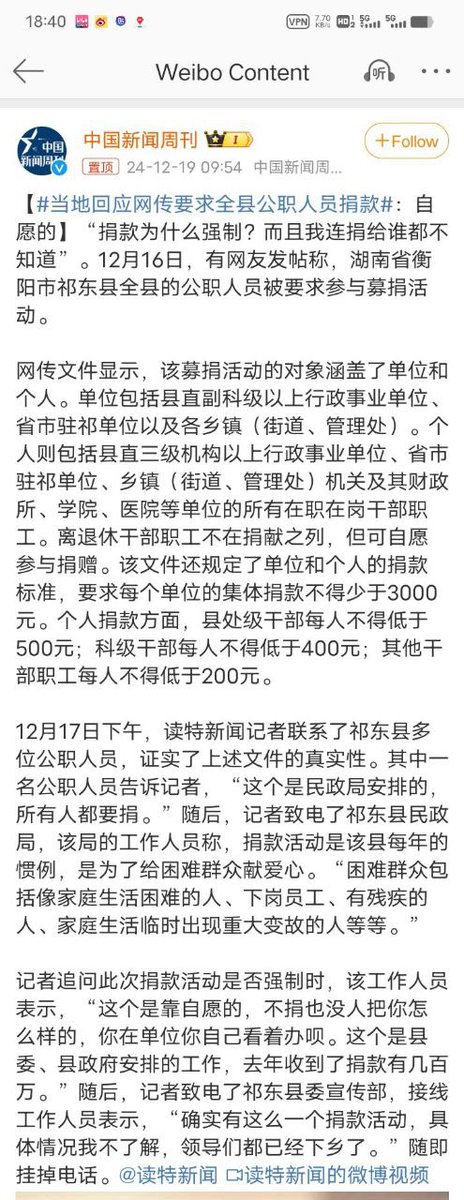 18:40
VPN
7.70
KB/s
HD
5G
5G
Weibo Content
听
中国
新闻周刊
中国新闻周刊
1
+Follow
置顶 24-12-19 09:54 中国新闻周...
【#当地回应网传要求全县公职人员捐款#：自
愿的】“捐款为什么强制？而且我连捐给谁都不
知道”。12月16日，有网友发帖称，湖南省衡
阳市祁东县全县的公职人员被要求参与募捐活
动。
网传文件显示，该募捐活动的对象涵盖了单位和
个人。单位包括县直副科级以上行政事业单位、
省市驻祁单位以及各乡镇（街道、管理处）。个
人则包括县直三级机构以上行政事业单位、省市
驻祁单位、乡镇（街道、管理处）机关及其财政
所、学院、医院等单位的所有在职在岗干部职
工。离退休干部职工不在捐献之列，但可自愿
参与捐赠。该文件还规定了单位和个人的捐款
标准，要求每个单位的集体捐款不得少于3000
元。个人捐款方面，县处级干部每人不得低于
500元；科级干部每人不得低于400元；其他干
部职工每人不得低于200元。
12月17日下午，读特新闻记者联系了祁东县多
位公职人员，证实了上述文件的真实性。其中一
名公职人员告诉记者，“这个是民政局安排的，
所有人都要捐。”随后，记者致电了祁东县民政
局，该局的工作人员称，捐款活动是该县每年的
惯例，是为了给困难群众献爱心。“困难群众包
括像家庭生活困难的人、下岗员工、有残疾的
人、家庭生活临时出现重大变故的人等等。”
记者追问此次捐款活动是否强制时，该工作人员
表示，“这个是靠自愿的，不捐也没人把你怎
么样的，你在单位你自己看着办呗。这个是县
委、县政府安排的工作，去年收到了捐款有几百
万。”随后，记者致电了祁东县委宣传部，接线
工作人员表示，“确实有这么一个捐款活动，具
体情况我不了解，领导们都已经下乡了。”随即
挂掉电话。@读特新闻 读特新闻的微博视频